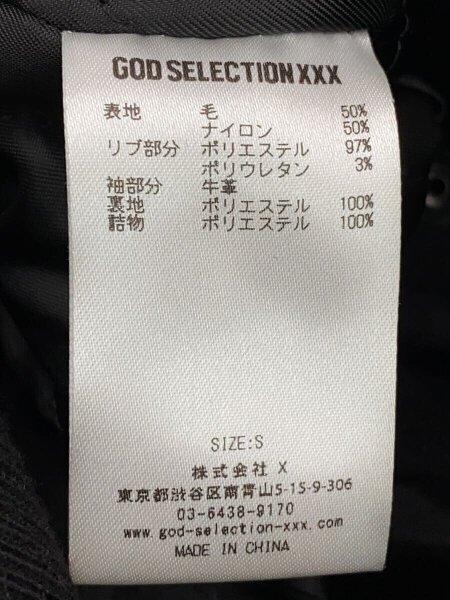 GOD SELECTION XXX
表地 毛 50%
ナイロン 50%
リブ部分 ポリエステル 97%
ポリウレタン 3%
袖部分 牛革
裏地 ポリエステル 100%
詰物 ポリエステル 100%
SIZE:S
株式会社 X
東京都渋谷区南青山5-15-9-306
03-6438-9170
www.god-selection-xxx.com/
MADE IN CHINA